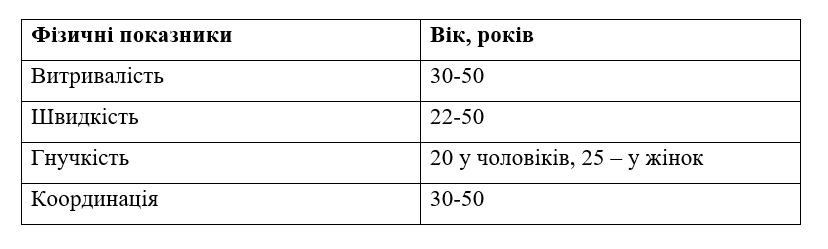 Фізичні показники Вік, років
Витривалість 30-50
Швидкість 22-50
Гнучкість 20 у чоловіків, 25 – у жінок
Координація 30-50